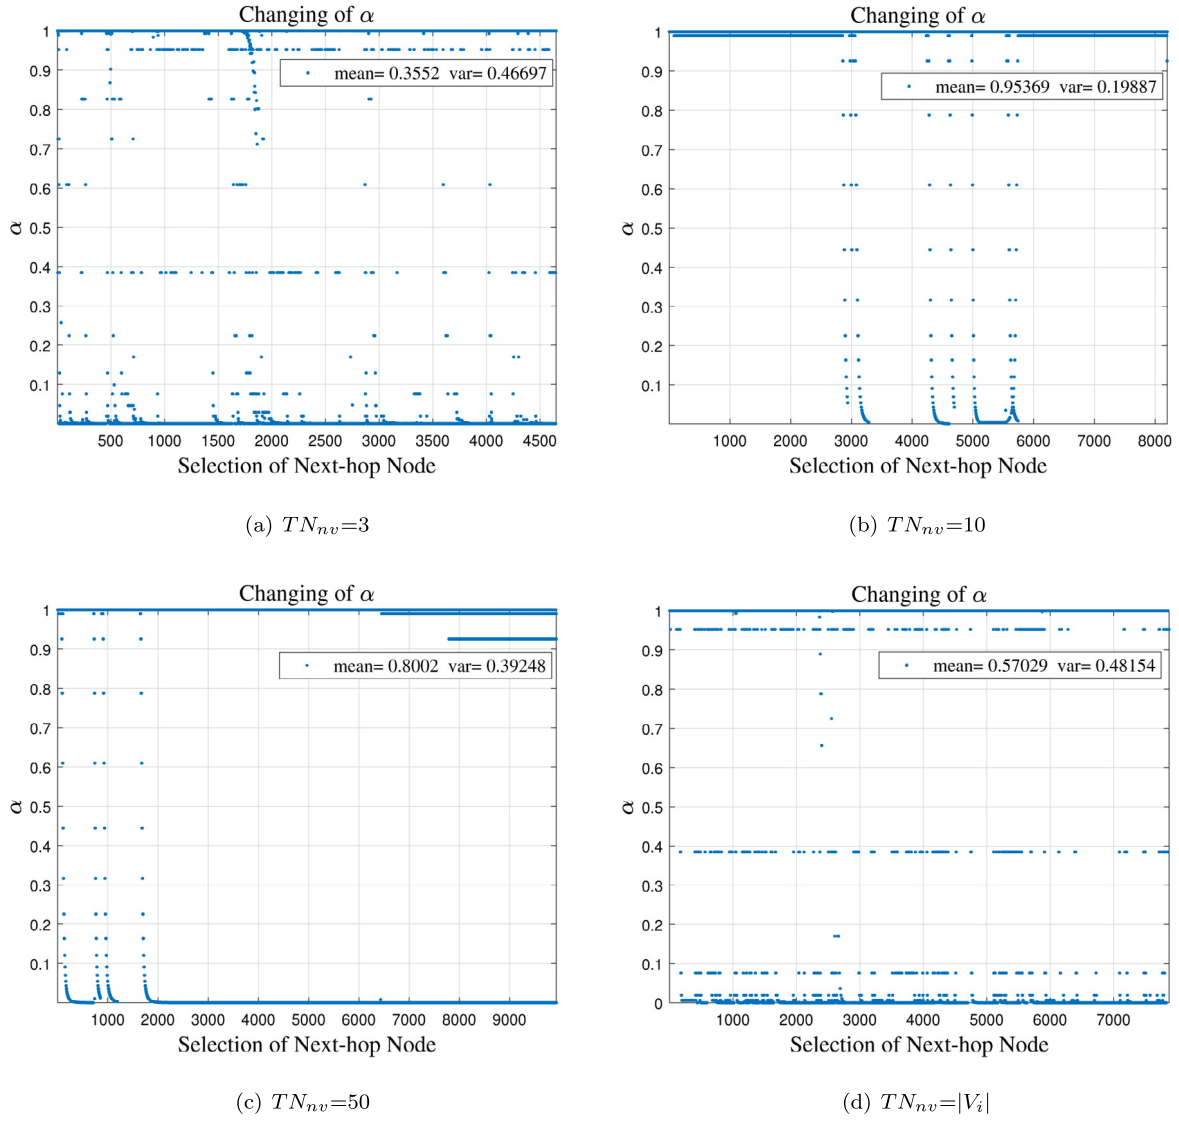 Changing of α
1
0.9
0.8
0.7
0.6
0.5
0.4
0.3
0.2
0.1
α
mean= 0.3552 var= 0.46697
500 1000 1500 2000 2500 3000 3500 4000 4500
Selection of Next-hop Node
(a) TNnv=3
Changing of α
1
0.9
0.8
0.7
0.6
0.5
0.4
0.3
0.2
0.1
α
mean= 0.95369 var= 0.19887
1000 2000 3000 4000 5000 6000 7000 8000
Selection of Next-hop Node
(b) TNnv=10
Changing of α
1
0.9
0.8
0.7
0.6
0.5
0.4
0.3
0.2
0.1
α
mean= 0.8002 var= 0.39248
1000 2000 3000 4000 5000 6000 7000 8000 9000
Selection of Next-hop Node
(c) TNnv=50
Changing of α
1
0.9
0.8
0.7
0.6
0.5
0.4
0.3
0.2
0.1
0
α
mean= 0.57029 var= 0.48154
1000 2000 3000 4000 5000 6000 7000
Selection of Next-hop Node
(d) TNnv=|Vi|